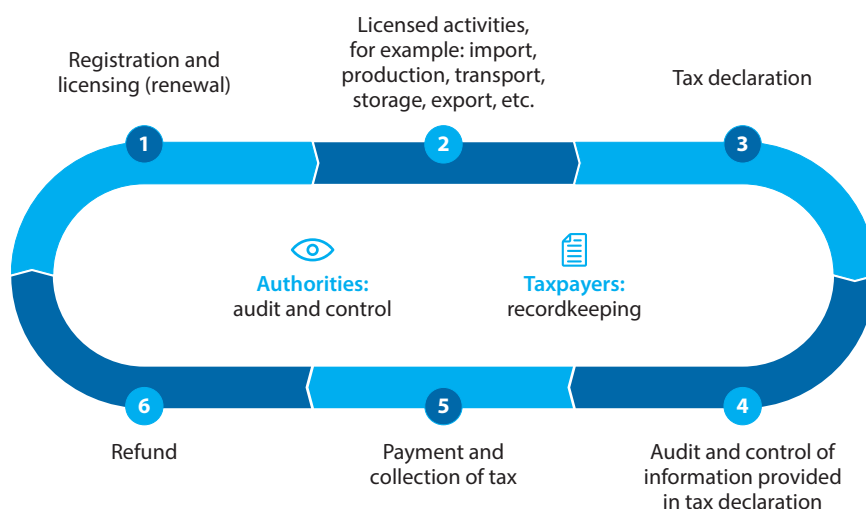 Registration and
licensing (renewal)
Licensed activities,
for example: import,
production, transport,
storage, export, etc.
Tax declaration
1
2
3
Authorities:
audit and control
Taxpayers:
recordkeeping
6
5
4
Refund
Payment and
collection of tax
Audit and control of
information provided
in tax declaration